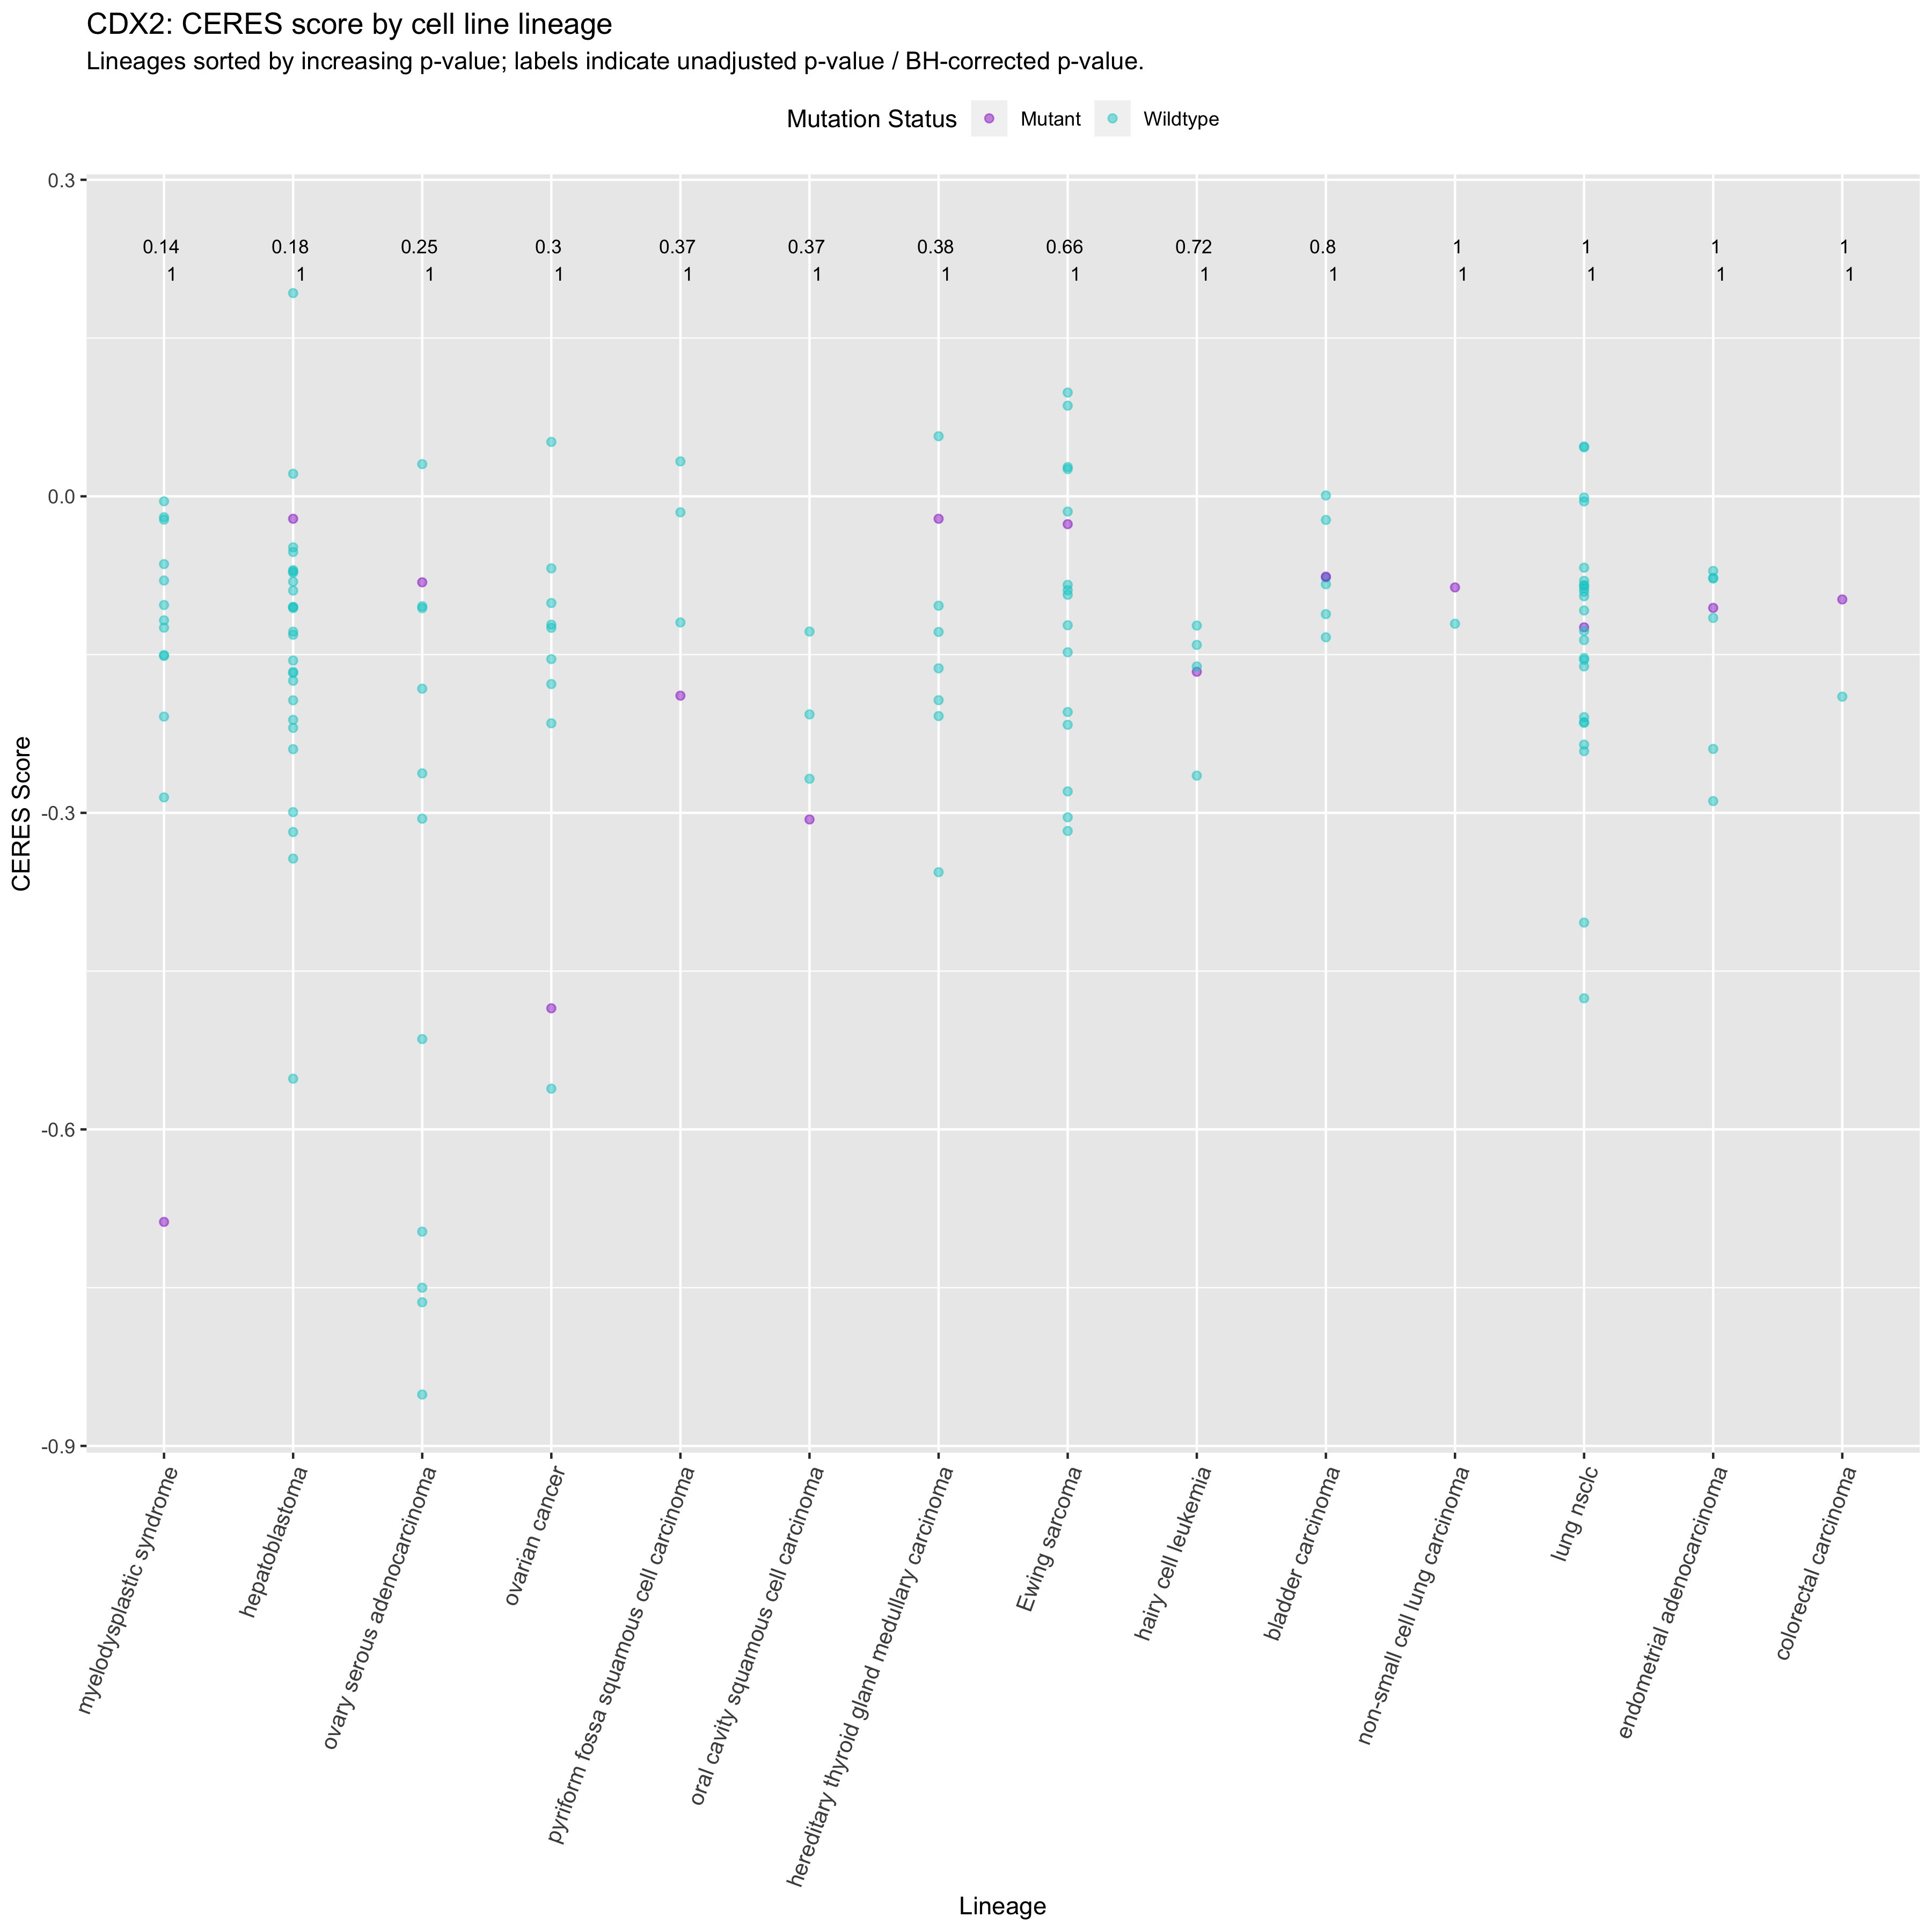 CDX2: CERES score by cell line lineage
Lineages sorted by increasing p-value; labels indicate unadjusted p-value / BH-corrected p-value.
Mutation Status Mutant Wildtype
0.3
0.14 0.18 0.25 0.3 0.37 0.37 0.38 0.66 0.72 0.8 1 1 1 1
1 1 1 1 1 1 1 1 1 1 1 1 1 1
0.0
-0.3
-0.6
-0.9
CERES Score
myelodysplastic syndrome
hepatoblastoma
ovary serous adenocarcinoma
ovarian cancer
pyriform fossa squamous cell carcinoma
oral cavity squamous cell carcinoma
hereditary thyroid gland medullary carcinoma
Ewing sarcoma
hairy cell leukemia
bladder carcinoma
non-small cell lung carcinoma
lung nsclc
endometrial adenocarcinoma
colorectal carcinoma
Lineage